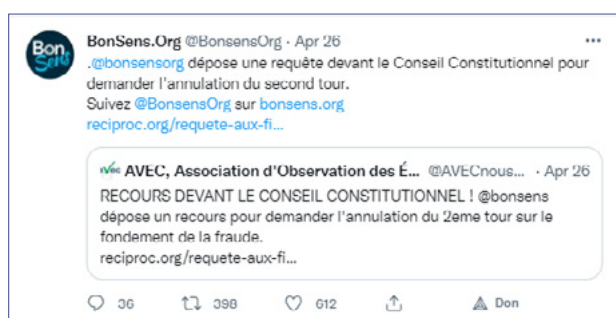 Bon Sens
BonSens.Org @BonsensOrg · Apr 26
.@bonsensorg dépose une requête devant le Conseil Constitutionnel pour
demander l'annulation du second tour.
Suivez @BonsensOrg sur bonsens.org
reciproc.org/requete-aux-fi...
AVEC AVEC, Association d'Observation des É... @AVECnous... · Apr 26
RECOURS DEVANT LE CONSEIL CONSTITUTIONNEL ! @bonsens
dépose un recours pour demander l'annulation du 2eme tour sur le
fondement de la fraude.
reciproc.org/requete-aux-fi...
36 398 612 Don